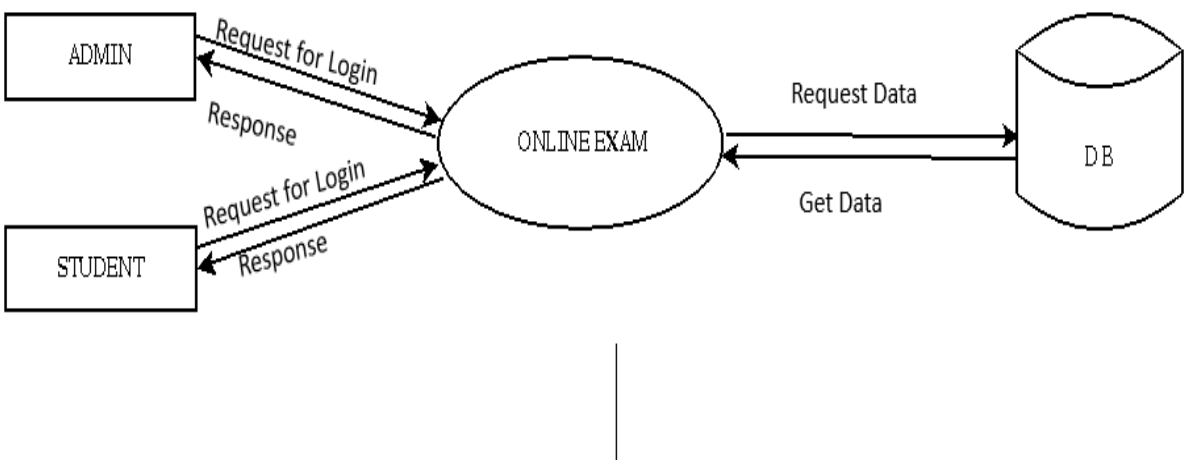 ADMIN
Request for Login
Response
ONLINE EXAM
Request Data
Get Data
DB
Request for Login
Response
STUDENT